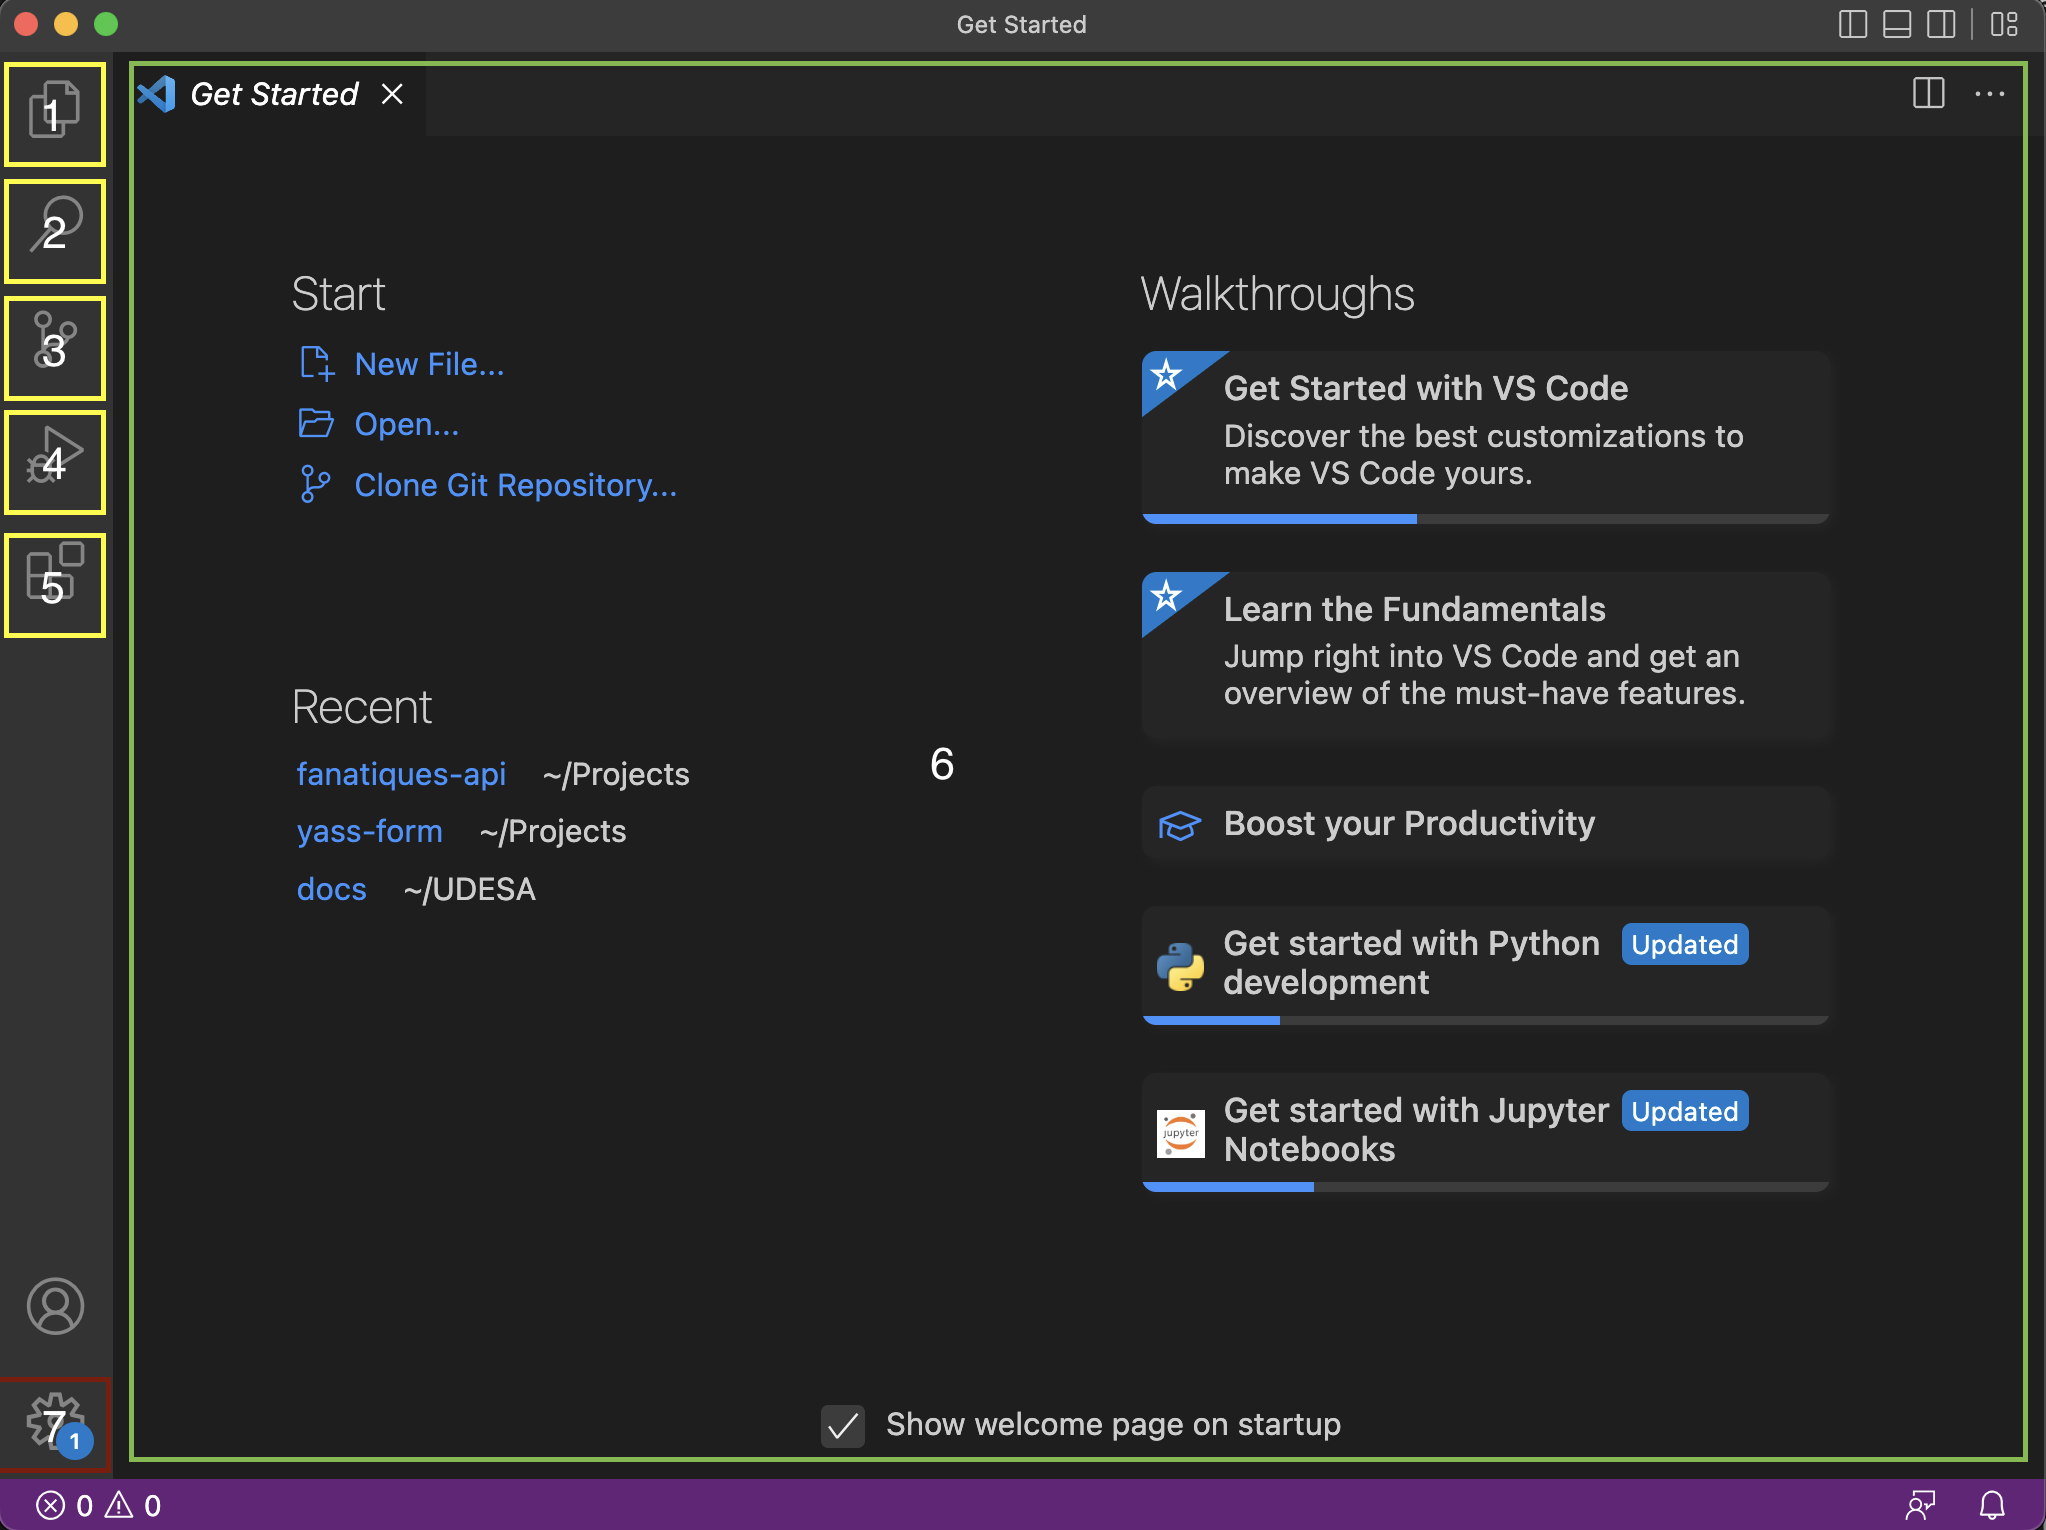 Get Started
Get Started
1
2
3
4
5
Start
New File...
Open...
Clone Git Repository...
Recent
fanatiques-api ~/Projects
yass-form ~/Projects
docs ~/UDESA
6
Walkthroughs
Get Started with VS Code
Discover the best customizations to
make VS Code yours.
Learn the Fundamentals
Jump right into VS Code and get an
overview of the must-have features.
Boost your Productivity
Get started with Python Updated
development
jupyter
Get started with Jupyter Updated
Notebooks
Show welcome page on startup
7
1
0 0